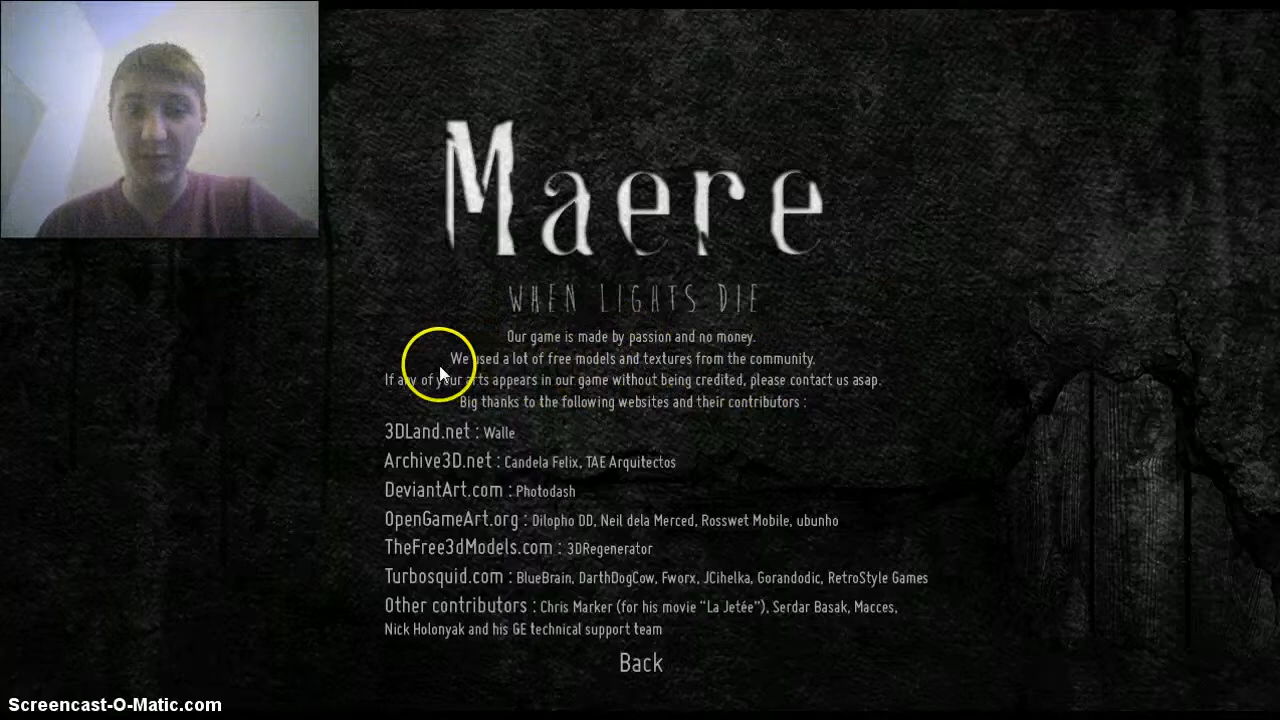 Maere
WHEN LIGHTS DIE
Our game is made by passion and no money.
We used a lot of free models and textures from the community.
If any of your arts appears in our game without being credited, please contact us asap.
Big thanks to the following websites and their contributors :
3DLand.net : Walle
Archive3D.net : Candela Felix, TAE Arquitectos
DeviantArt.com : Photodash
OpenGameArt.org : Dilopho DD, Neil dela Merced, Rosswet Mobile, ubunho
TheFree3dModels.com : 3DRegenerator
Turbosquid.com : BlueBrain, DarthDogCow, Fworx, JCihelka, Gorandodic, RetroStyle Games
Other contributors : Chris Marker (for his movie "La Jetée"), Serdar Basak, Macces,
Nick Holonyak and his GE technical support team
Back
Screencast-O-Matic.com